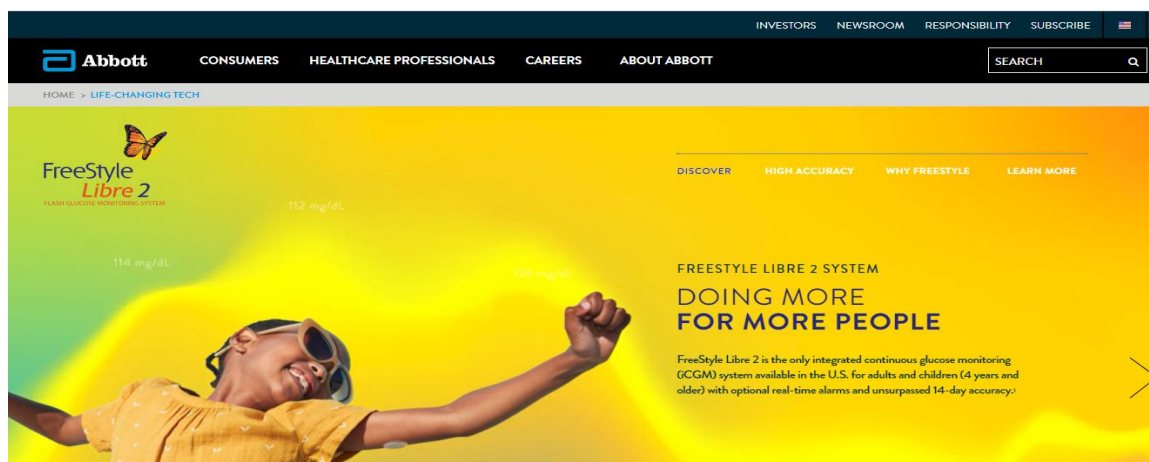 INVESTORS NEWSROOM RESPONSIBILITY SUBSCRIBE
Abbott CONSUMERS HEALTHCARE PROFESSIONALS CAREERS ABOUT ABBOTT SEARCH
HOME > LIFE-CHANGING TECH
FreeStyle
Libre 2
FLASH GLUCOSE MONITORING SYSTEM
DISCOVER HIGH ACCURACY WHY FREESTYLE LEARN MORE
112 mg/dL
114 mg/dL
FREESTYLE LIBRE 2 SYSTEM
DOING MORE
FOR MORE PEOPLE
FreeStyle Libre 2 is the only integrated continuous glucose monitoring
(iCGM) system available in the U.S. for adults and children (4 years and
older) with optional real-time alarms and unsurpassed 14-day accuracy.¹